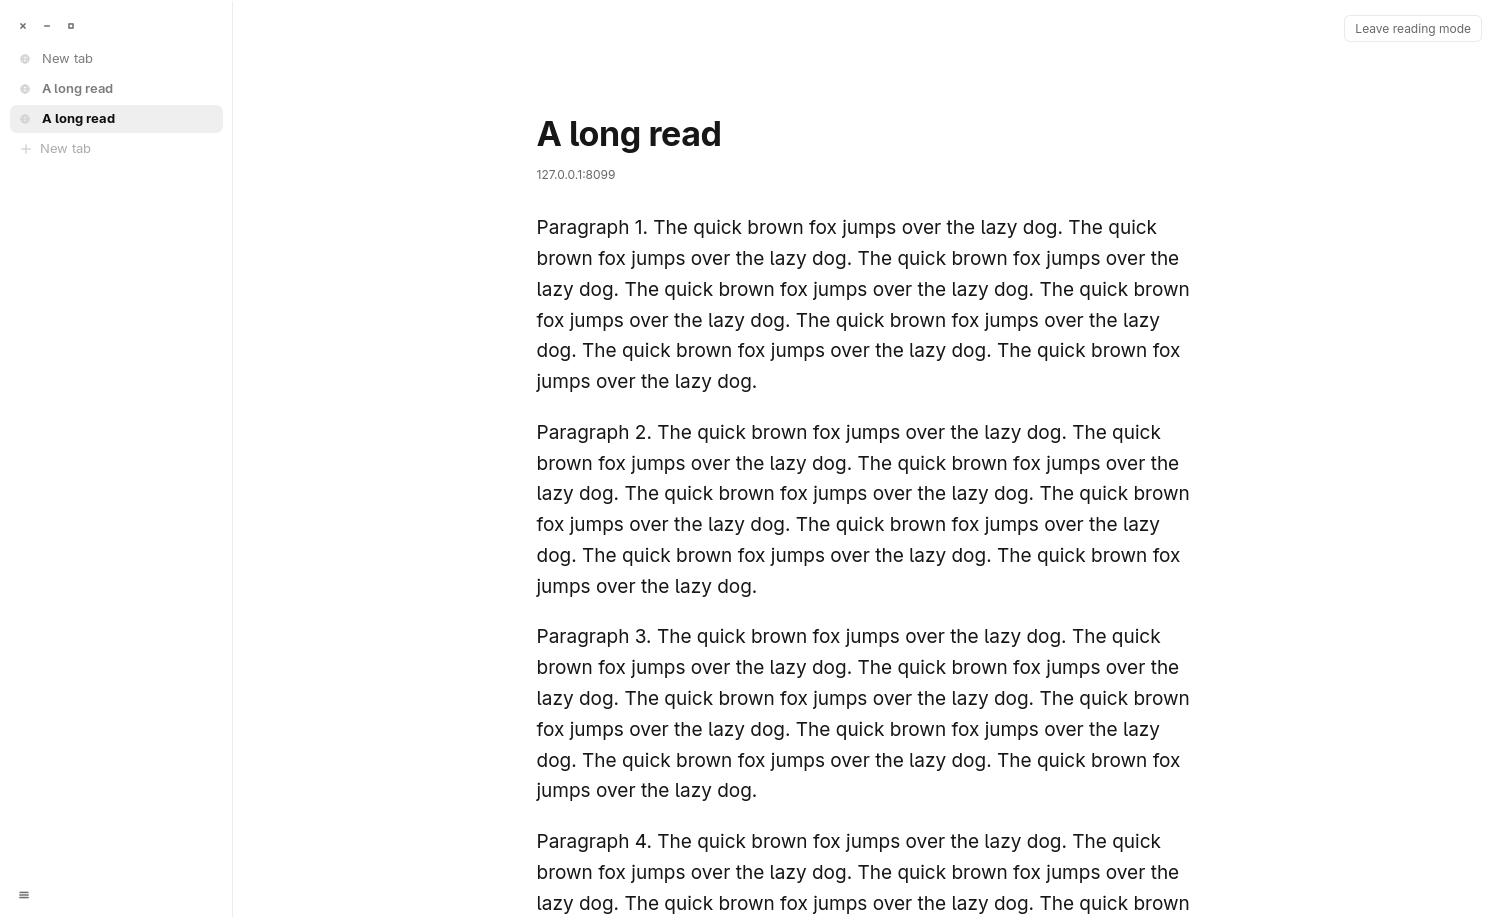 New tab
A long read
A long read
New tab
Leave reading mode
A long read
127.0.0.1:8099
Paragraph 1. The quick brown fox jumps over the lazy dog. The quick
brown fox jumps over the lazy dog. The quick brown fox jumps over the
lazy dog. The quick brown fox jumps over the lazy dog. The quick brown
fox jumps over the lazy dog. The quick brown fox jumps over the lazy
dog. The quick brown fox jumps over the lazy dog. The quick brown fox
jumps over the lazy dog.
Paragraph 2. The quick brown fox jumps over the lazy dog. The quick
brown fox jumps over the lazy dog. The quick brown fox jumps over the
lazy dog. The quick brown fox jumps over the lazy dog. The quick brown
fox jumps over the lazy dog. The quick brown fox jumps over the lazy
dog. The quick brown fox jumps over the lazy dog. The quick brown fox
jumps over the lazy dog.
Paragraph 3. The quick brown fox jumps over the lazy dog. The quick
brown fox jumps over the lazy dog. The quick brown fox jumps over the
lazy dog. The quick brown fox jumps over the lazy dog. The quick brown
fox jumps over the lazy dog. The quick brown fox jumps over the lazy
dog. The quick brown fox jumps over the lazy dog. The quick brown fox
jumps over the lazy dog.
Paragraph 4. The quick brown fox jumps over the lazy dog. The quick
brown fox jumps over the lazy dog. The quick brown fox jumps over the
lazy dog. The quick brown fox jumps over the lazy dog. The quick brown